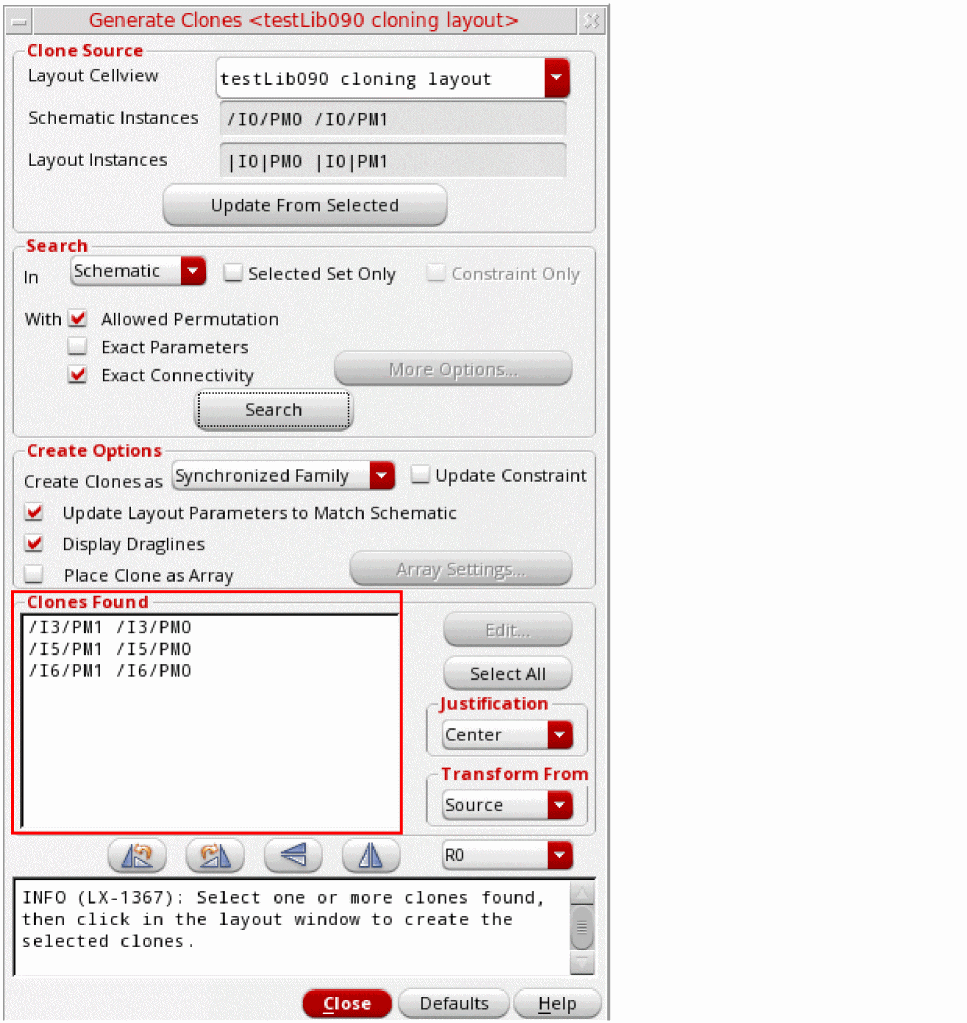 Generate Clones <testLib090 cloning layout>
Clone Source
Layout Cellview testLib090 cloning layout
Schematic Instances /I0/PM0 /I0/PM1
Layout Instances |I0|PM0 |I0|PM1
Update From Selected
Search
In Schematic Selected Set Only Constraint Only
With Allowed Permutation
Exact Parameters
More Options...
Exact Connectivity
Search
Create Options
Create Clones as Synchronized Family Update Constraint
Update Layout Parameters to Match Schematic
Display Draglines
Place Clone as Array Array Settings...
Clones Found
/I3/PM1 /I3/PM0
/I5/PM1 /I5/PM0
/I6/PM1 /I6/PM0
Edit...
Select All
Justification
Center
Transform From
Source
R0
INFO (LX-1367): Select one or more clones found,
then click in the layout window to create the
selected clones.
Close Defaults Help